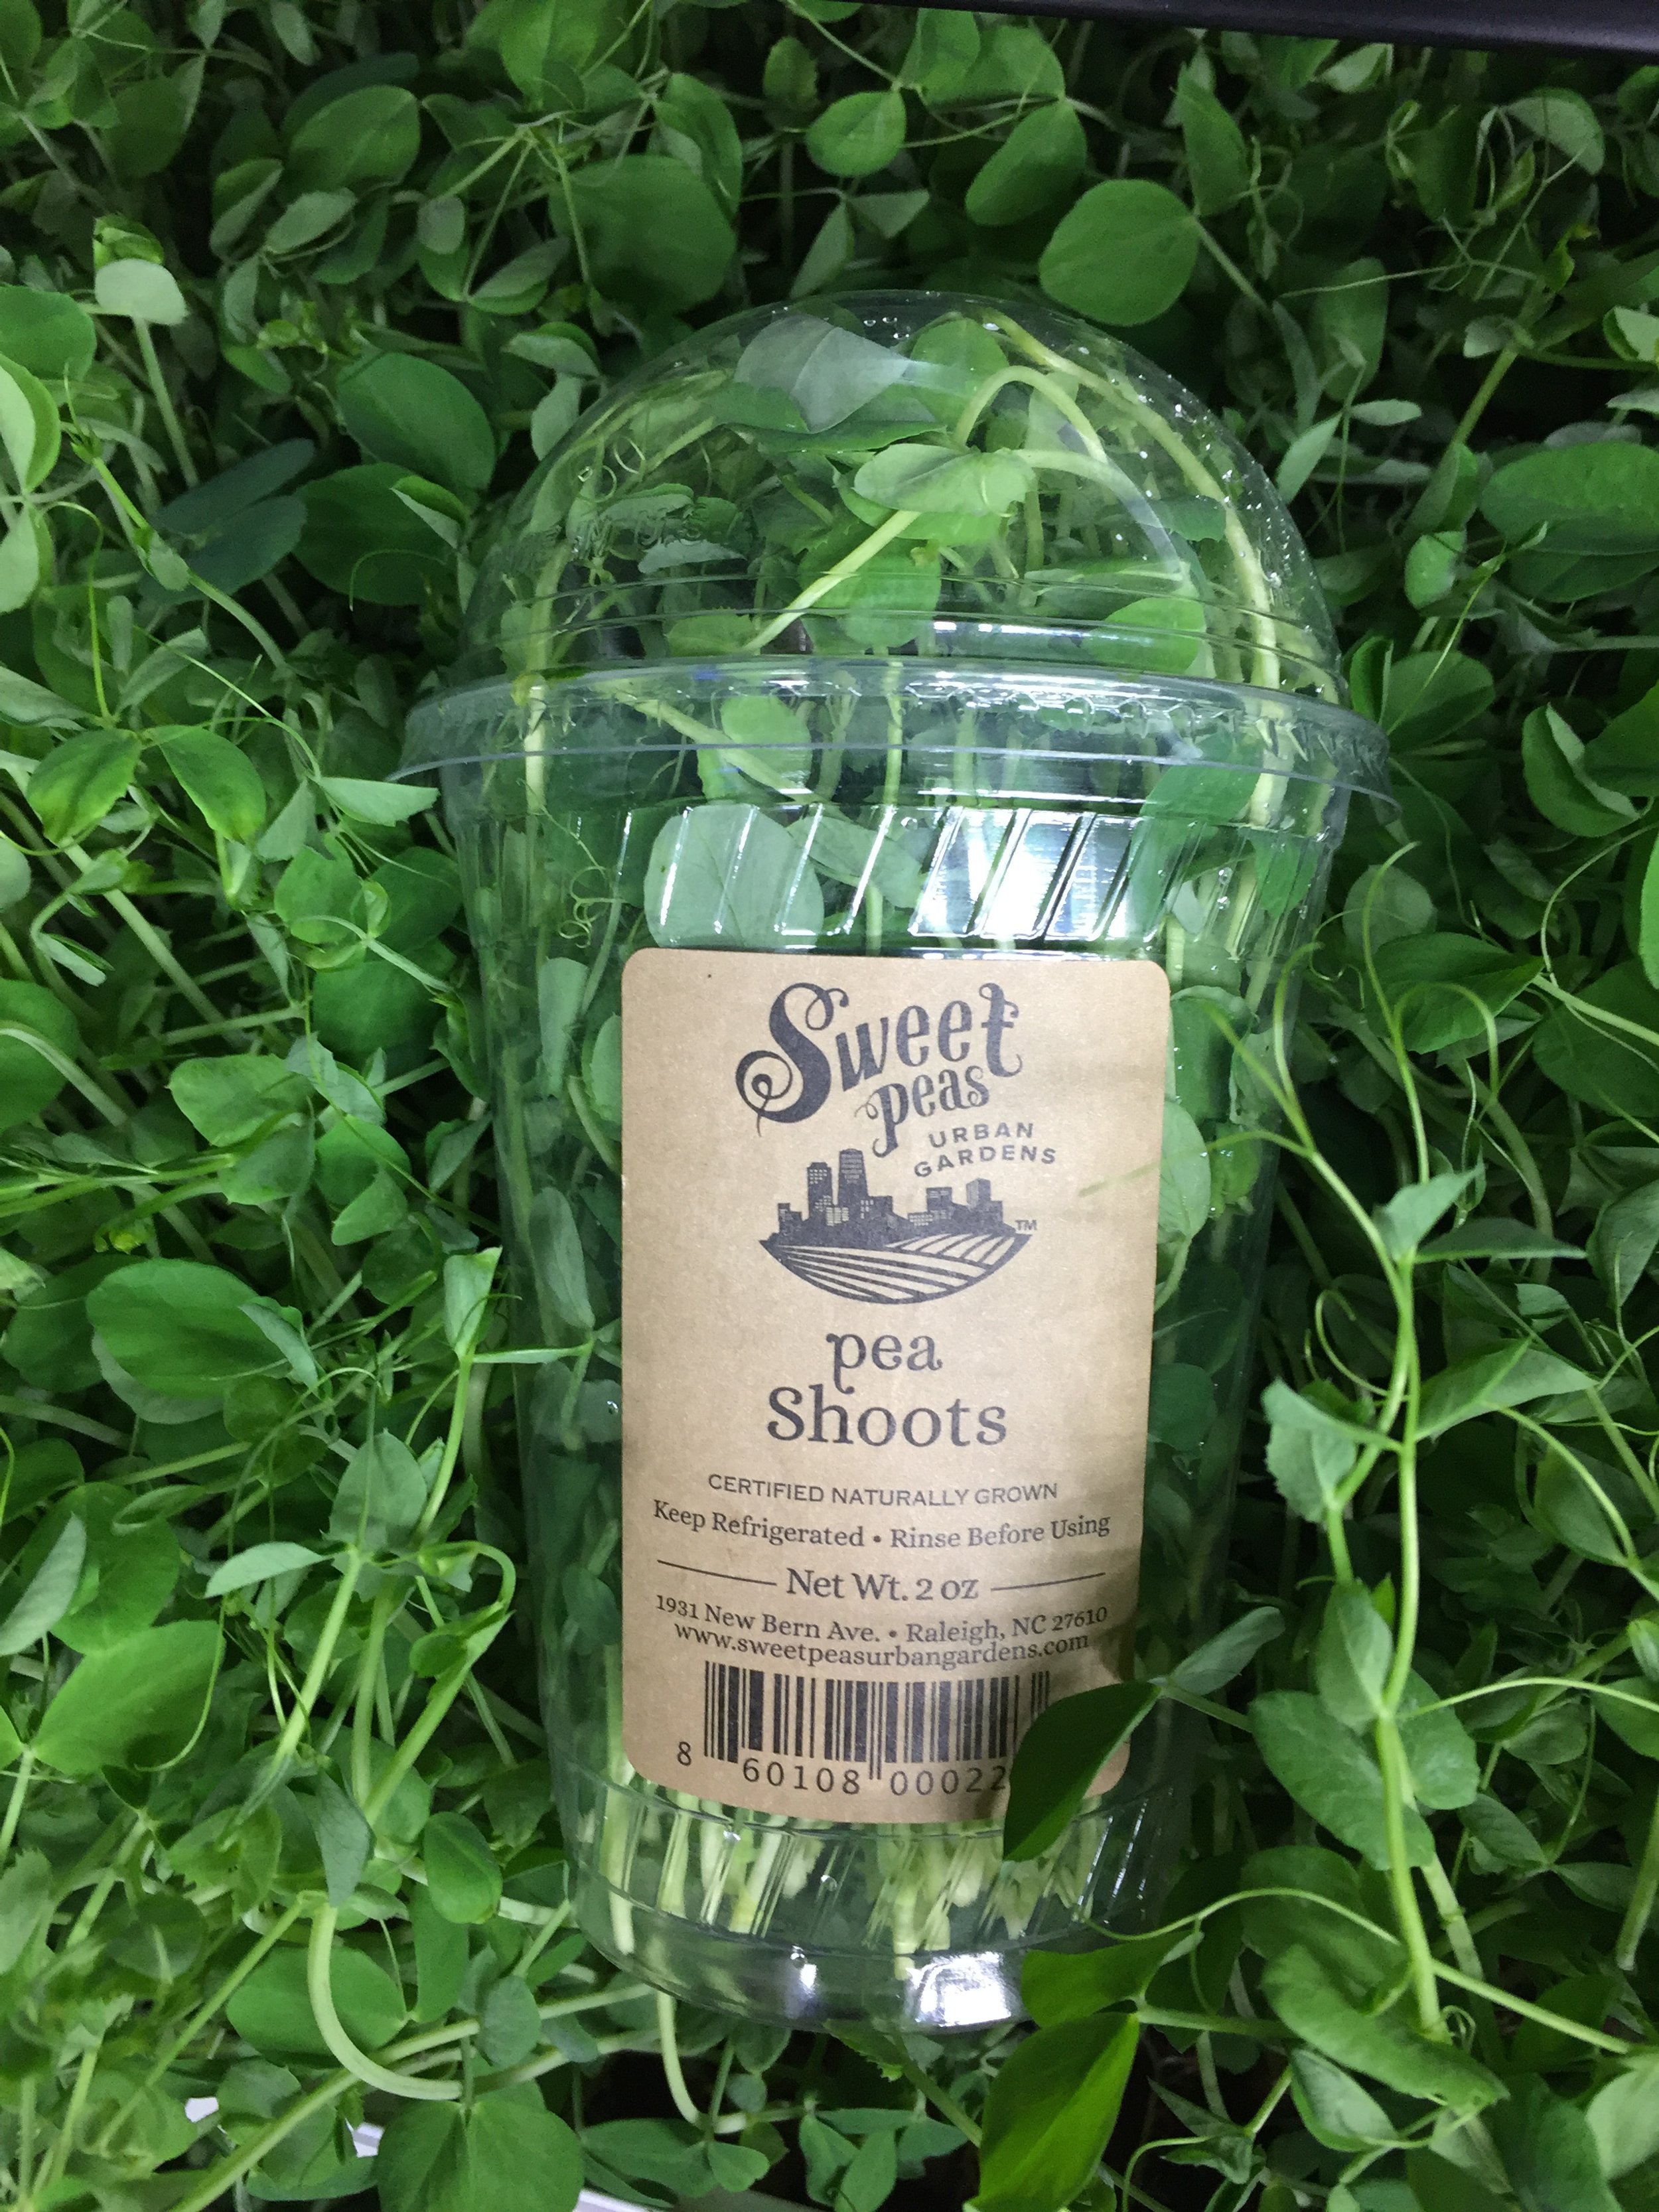 Sweet
peas
URBAN
GARDENS
TM
pea
Shoots
CERTIFIED NATURALLY GROWN
Keep Refrigerated • Rinse Before Using
Net Wt. 2 oz
1931 New Bern Ave. • Raleigh, NC 27610
www.sweetpeasurbangardens.com
8 60108 00022